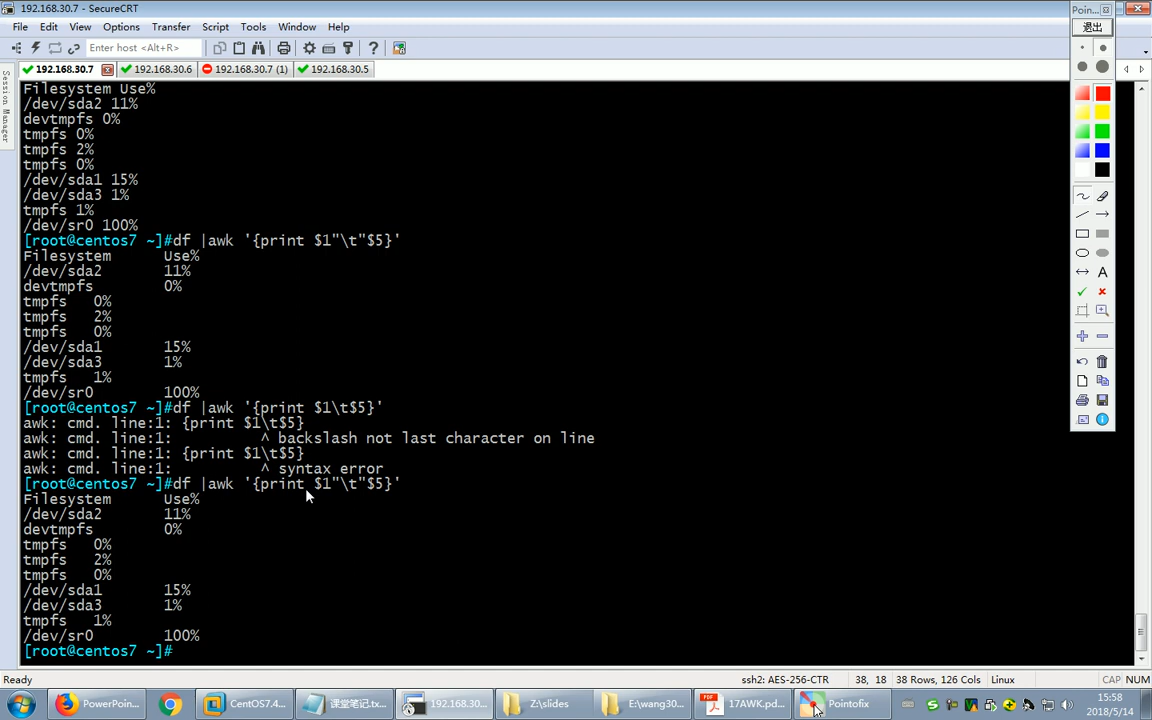 192.168.30.7 - SecureCRT
Poin...
File Edit View Options Transfer Script Tools Window Help
退出
Enter host <Alt+R>
192.168.30.7 192.168.30.6 192.168.30.7 (1) 192.168.30.5
Session Manager
Filesystem Use%
/dev/sda2 11%
devtmpfs 0%
tmpfs 0%
tmpfs 2%
tmpfs 0%
/dev/sda1 15%
/dev/sda3 1%
tmpfs 1%
/dev/sr0 100%
[root@centos7 ~]#df |awk '{print $1"\t"$5}'
Filesystem Use%
/dev/sda2 11%
devtmpfs 0%
tmpfs 0%
tmpfs 2%
tmpfs 0%
/dev/sda1 15%
/dev/sda3 1%
tmpfs 1%
/dev/sr0 100%
[root@centos7 ~]#df |awk '{print $1\t$5}'
awk: cmd. line:1: {print $1\t$5}
awk: cmd. line:1: ^ backslash not last character on line
awk: cmd. line:1: {print $1\t$5}
awk: cmd. line:1: ^ syntax error
[root@centos7 ~]#df |awk '{print $1"\t"$5}'
Filesystem Use%
/dev/sda2 11%
devtmpfs 0%
tmpfs 0%
tmpfs 2%
tmpfs 0%
/dev/sda1 15%
/dev/sda3 1%
tmpfs 1%
/dev/sr0 100%
[root@centos7 ~]#
Ready ssh2: AES-256-CTR 38, 18 38 Rows, 126 Cols Linux CAP NUM
PowerPoin... CentOS7.4... 课堂笔记.tx... 192.168.30.... Z:\slides E:\wang30... 17AWK.pd... Pointofix
15:58
2018/5/14